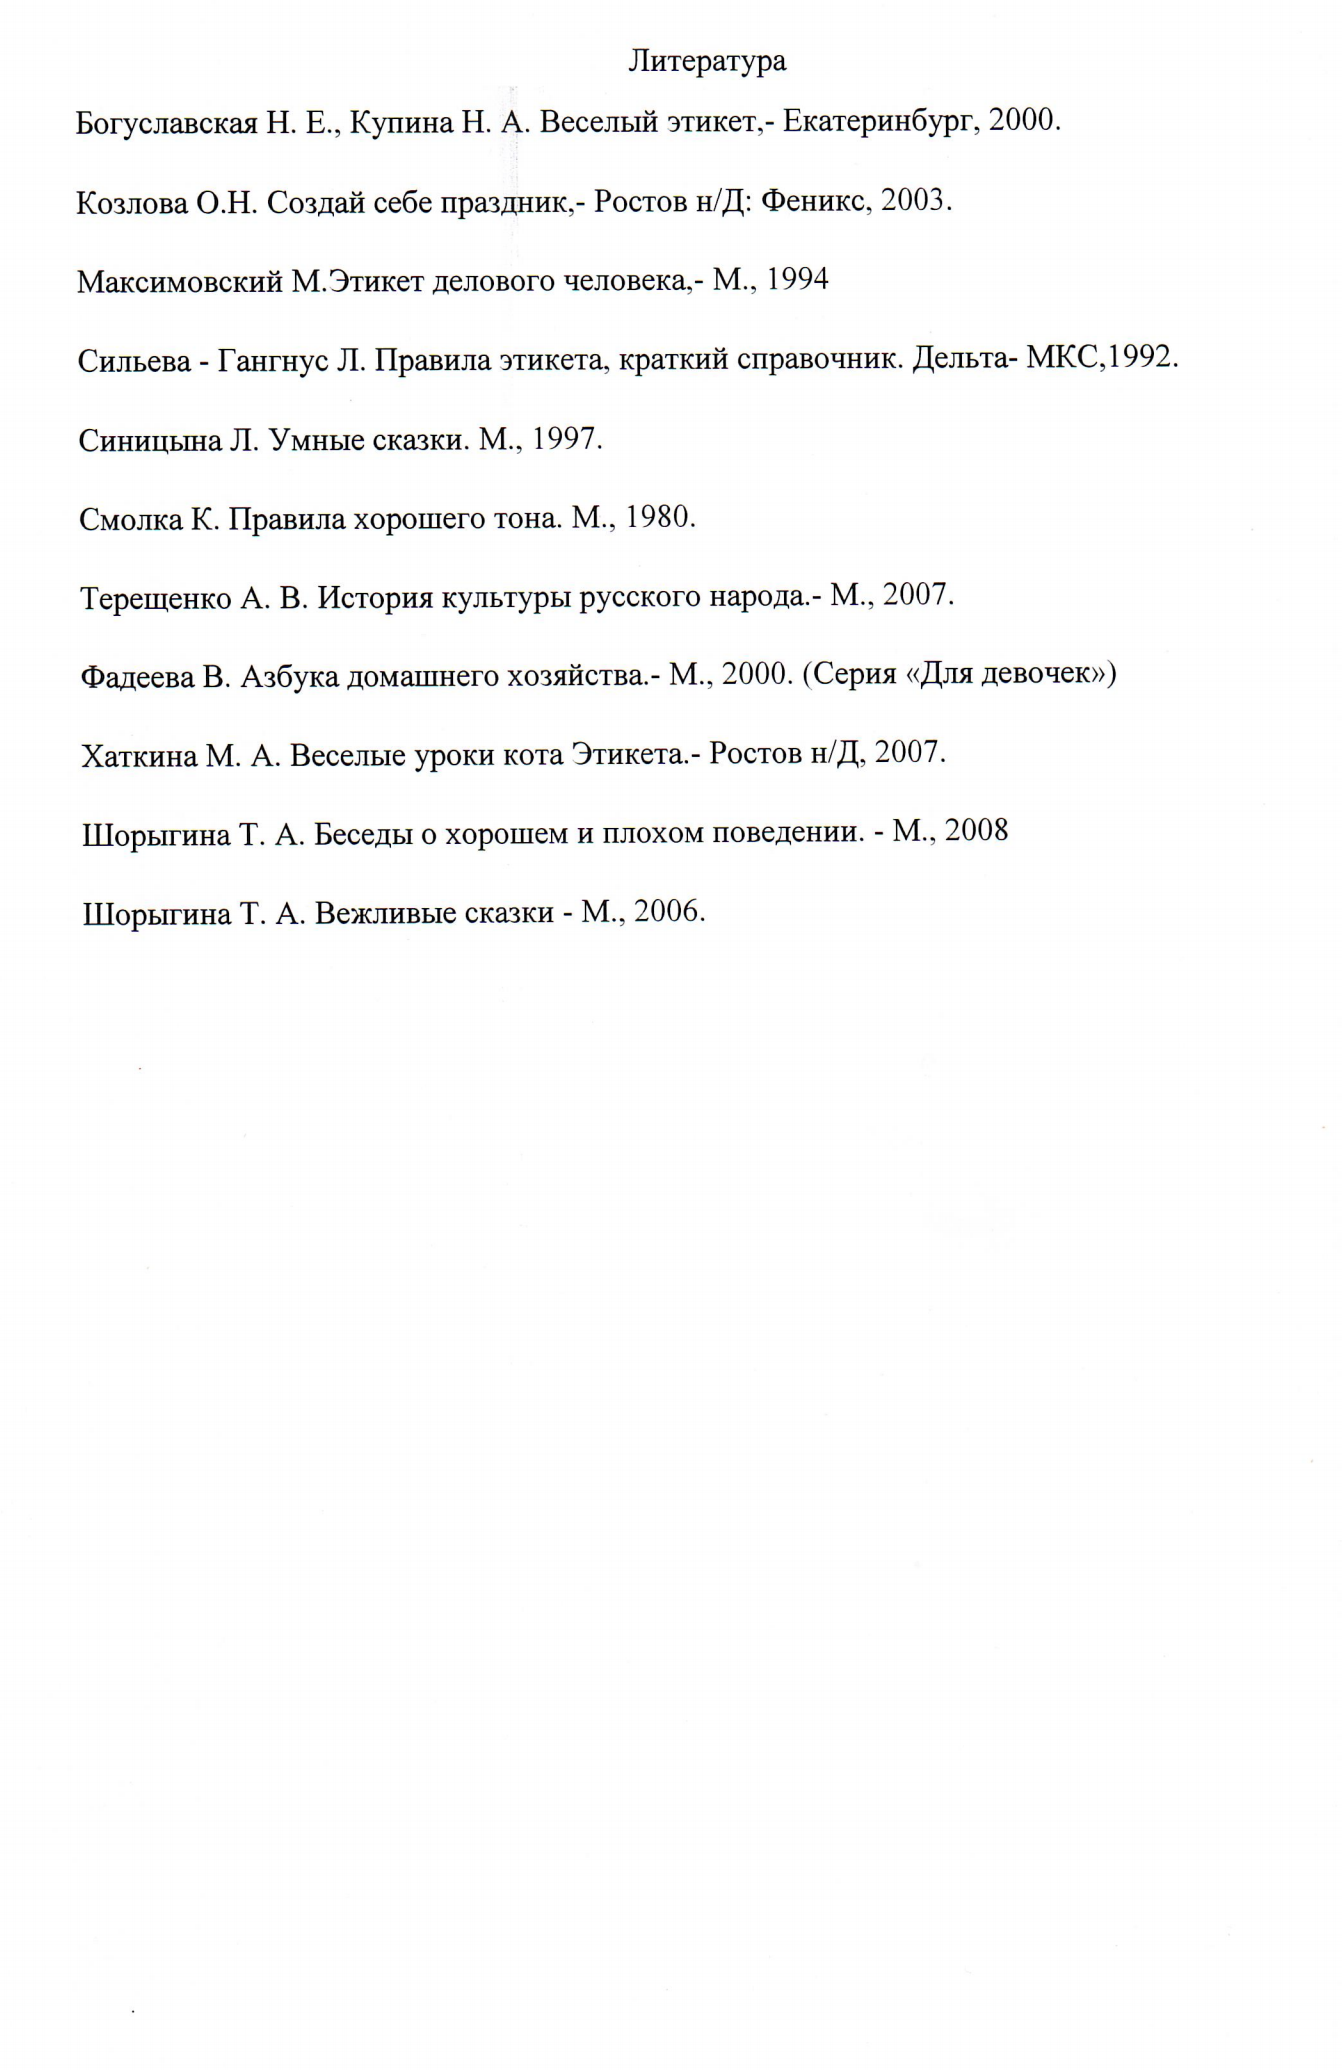 Литература
Богуславская Н. Е., Купина Н. А. Веселый этикет,- Екатеринбург, 2000.
Козлова О.Н. Создай себе праздник,- Ростов н/Д: Феникс, 2003.
Максимовский М.Этикет делового человека,- М., 1994
Сильева - Гангнус Л. Правила этикета, краткий справочник. Дельта- МКС,1992.
Синицына Л. Умные сказки. М., 1997.
Смолка К. Правила хорошего тона. М., 1980.
Терещенко А. В. История культуры русского народа.- М., 2007.
Фадеева В. Азбука домашнего хозяйства.- М., 2000. (Серия «Для девочек»)
Хаткина М. А. Веселые уроки кота Этикета.- Ростов н/Д, 2007.
Шорыгина Т. А. Беседы о хорошем и плохом поведении. - М., 2008
Шорыгина Т. А. Вежливые сказки - М., 2006.